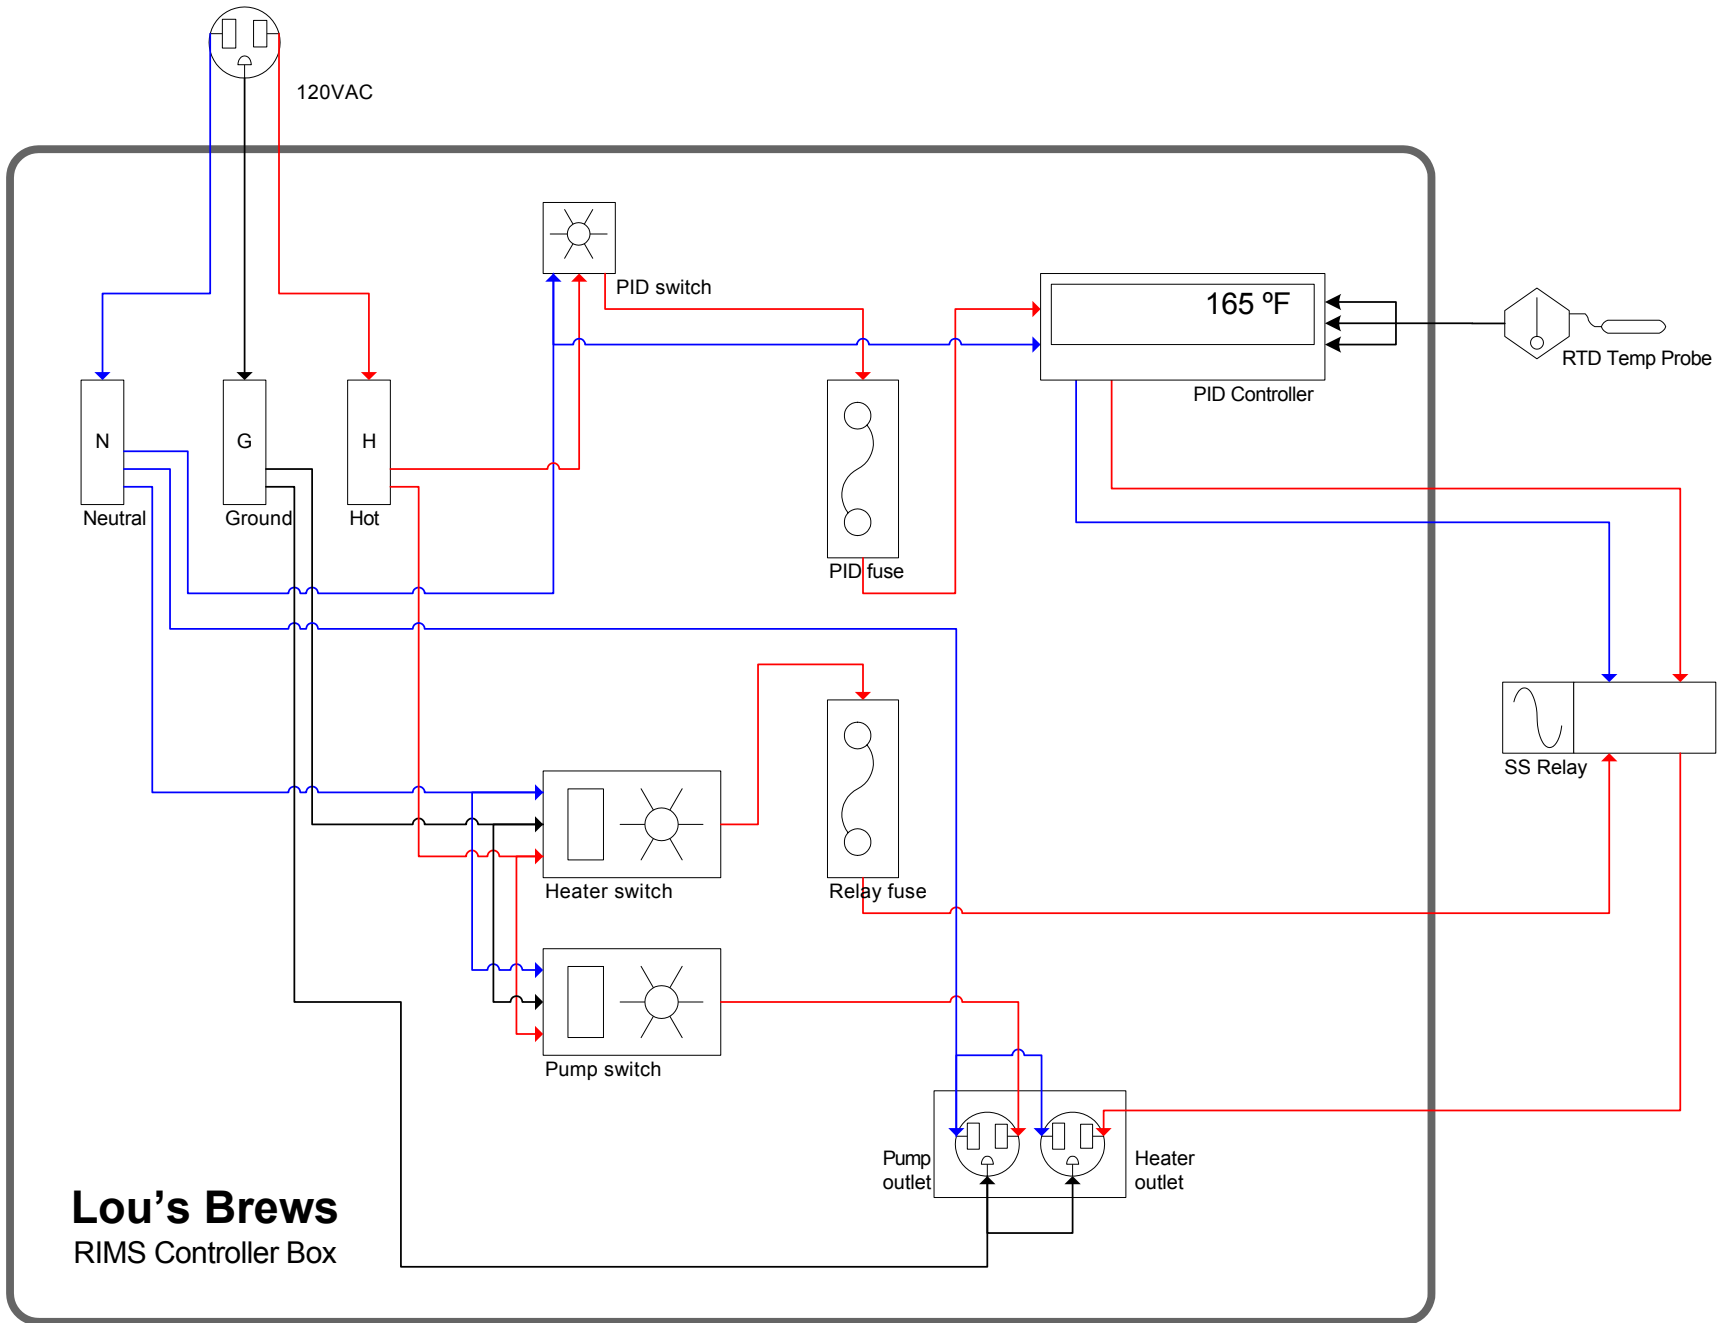 120VAC
PID switch
165 ºF
PID Controller
RTD Temp Probe
N
G
H
Neutral
Ground
Hot
PID fuse
SS Relay
Heater switch
Relay fuse
Pump switch
Pump
outlet
Heater
outlet
Lou's Brews
RIMS Controller Box